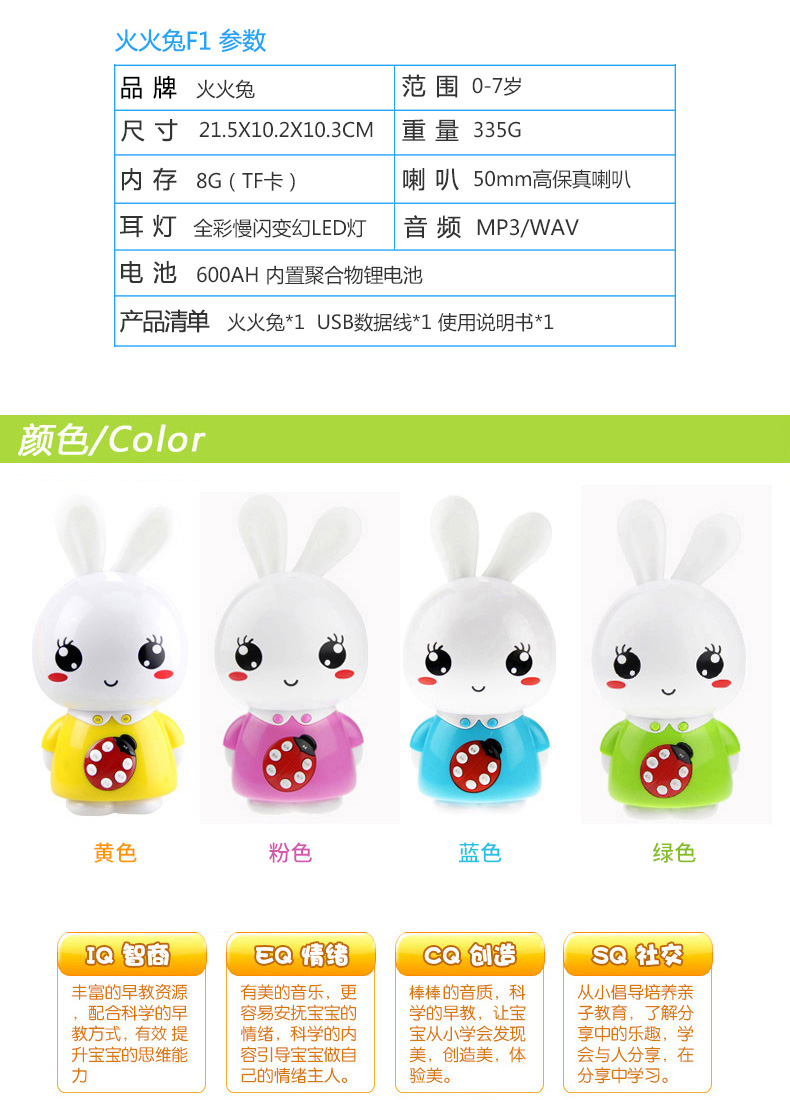 火火兔F1 参数
品 牌 火火兔 范 围 0-7岁
尺 寸 21.5X10.2X10.3CM 重 量 335G
内 存 8G（TF卡） 喇 叭 50mm高保真喇叭
耳 灯 全彩慢闪变幻LED灯 音 频 MP3/WAV
电 池 600AH 内置聚合物锂电池
产品清单 火火兔*1 USB数据线*1 使用说明书*1
颜色/Color
黄色 粉色 蓝色 绿色
IQ 智商
丰富的早教资源
，配合科学的早
教方式，有效 提
升宝宝的思维能
力
EQ 情绪
有美的音乐，更
容易安抚宝宝的
情绪，科学的内
容引导宝宝做自
己的情绪主人。
CQ 创造
棒棒的音质，科
学的早教，让宝
宝从小学会发现
美，创造美，体
验美。
SQ 社交
从小倡导培养亲
子教育，了解分
享中的乐趣，学
会与人分享，在
分享中学习。